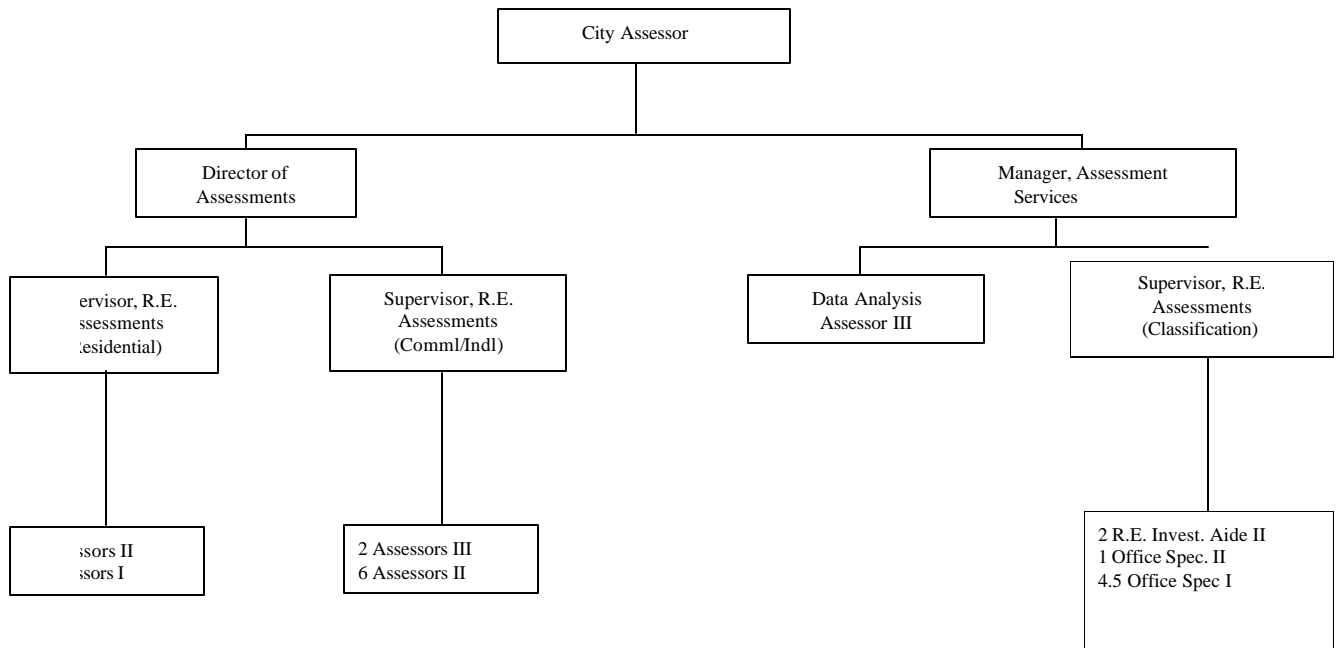 City Assessor
Director of
Assessments
Manager, Assessment
Services
ervisor, R.E.
ssessments
esidential)
Supervisor, R.E.
Assessments
(Comml/Indl)
Data Analysis
Assessor III
Supervisor, R.E.
Assessments
(Classification)
ssors II
ssors I
2 Assessors III
6 Assessors II
2 R.E. Invest. Aide II
1 Office Spec. II
4.5 Office Spec I